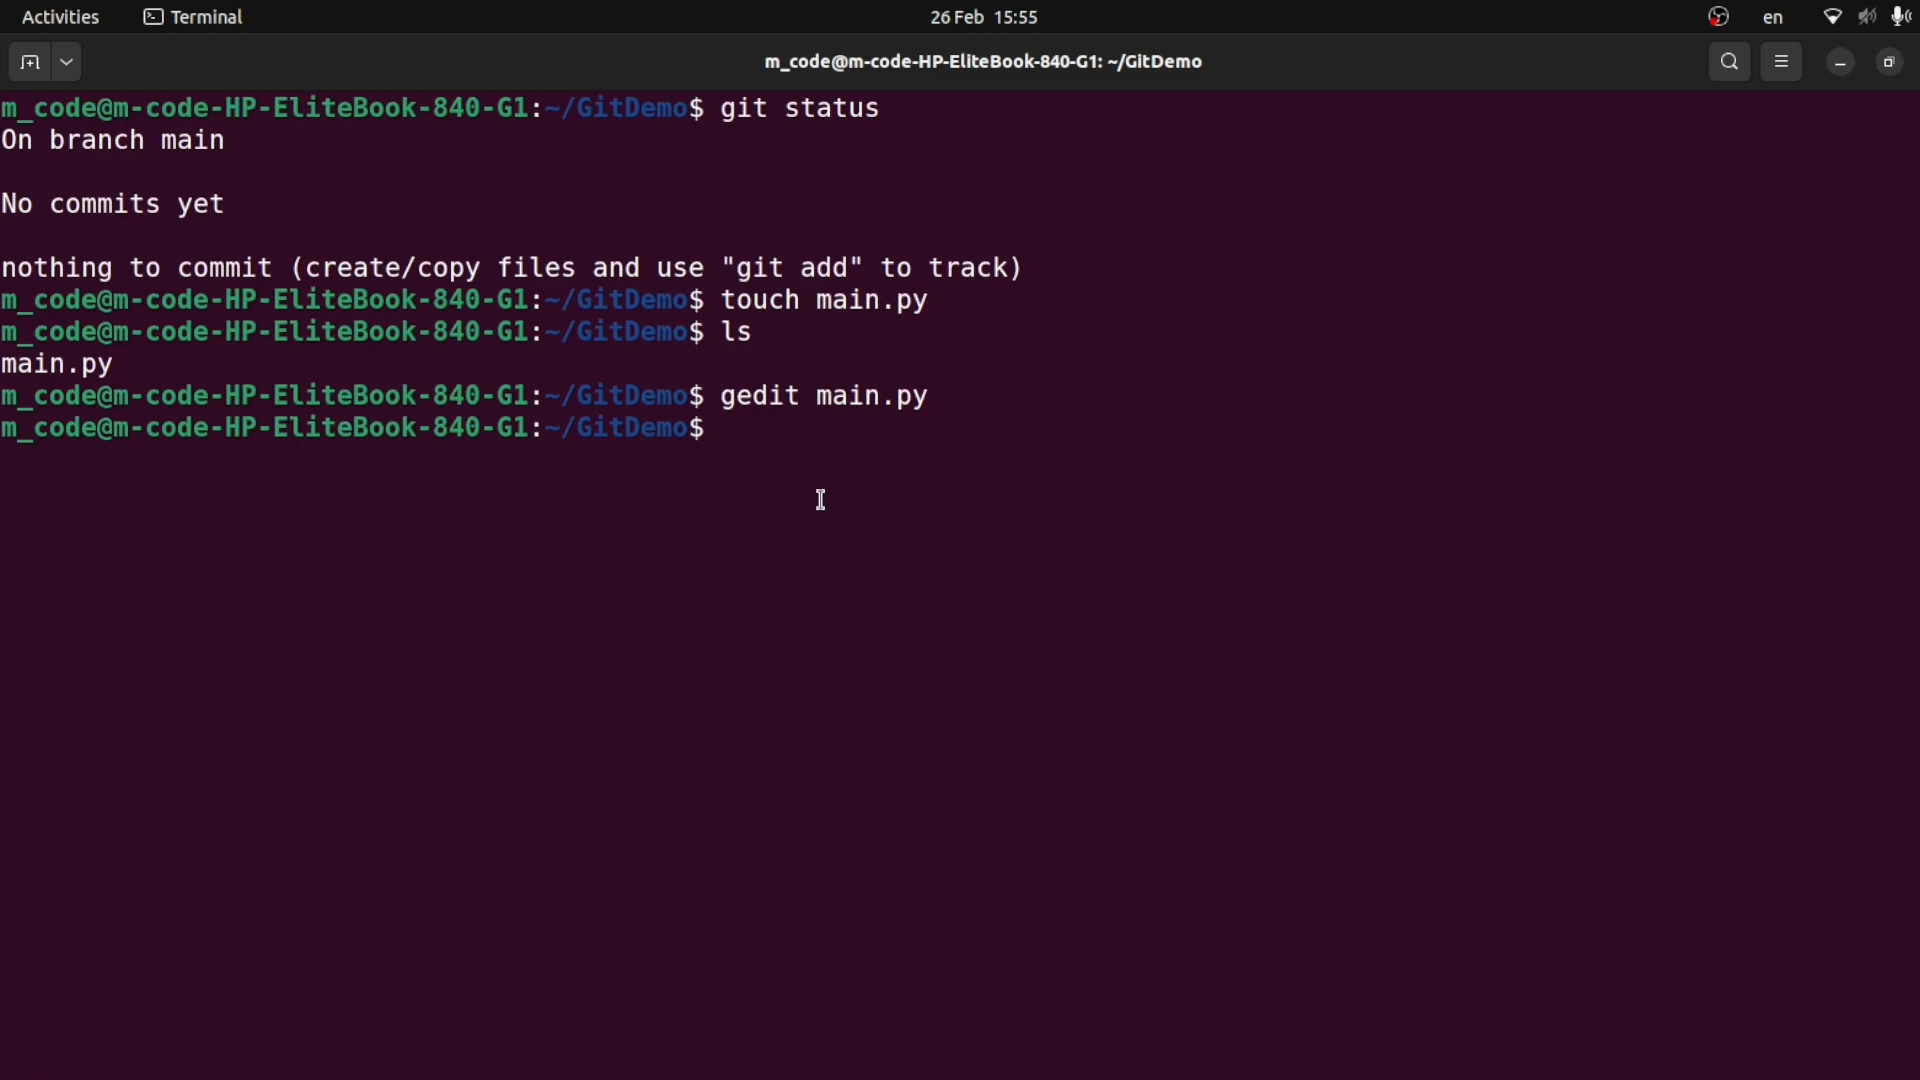 Activities Terminal 26 Feb 15:55 en
m_code@m-code-HP-EliteBook-840-G1: ~/GitDemo
m_code@m-code-HP-EliteBook-840-G1:~/GitDemo$ git status
On branch main
No commits yet
nothing to commit (create/copy files and use "git add" to track)
m_code@m-code-HP-EliteBook-840-G1:~/GitDemo$ touch main.py
m_code@m-code-HP-EliteBook-840-G1:~/GitDemo$ ls
main.py
m_code@m-code-HP-EliteBook-840-G1:~/GitDemo$ gedit main.py
m_code@m-code-HP-EliteBook-840-G1:~/GitDemo$